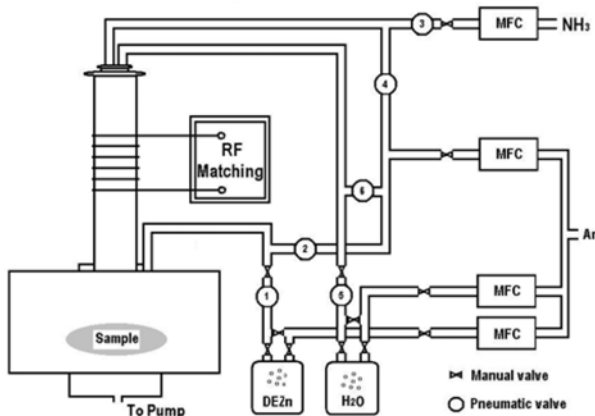 3
MFC
NH₃
4
RF
Matching
MFC
6
Ar
2
1
5
MFC
MFC
Sample
DEZn
H₂O
Manual valve
Pneumatic valve
To Pump